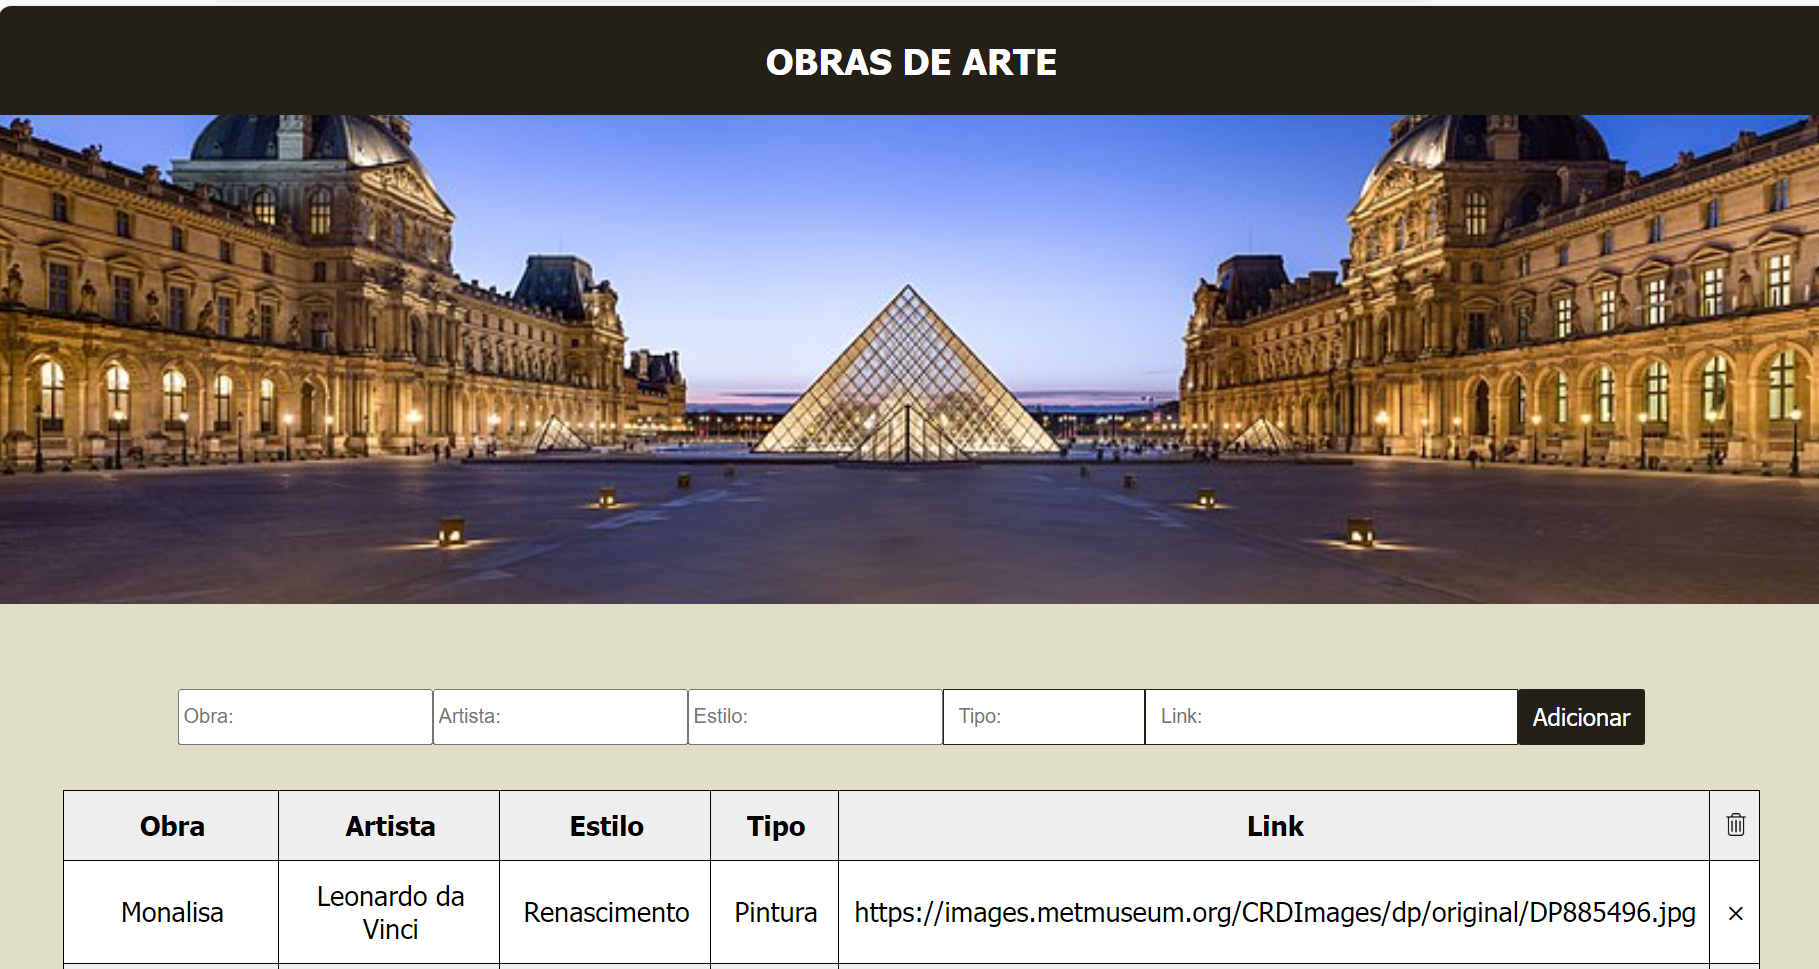 OBRAS DE ARTE
Obra: Artista: Estilo: Tipo: Link: Adicionar
Obra Artista Estilo Tipo Link
Monalisa Leonardo da Vinci Renascimento Pintura https://images.metmuseum.org/CRDImages/dp/original/DP885496.jpg ×